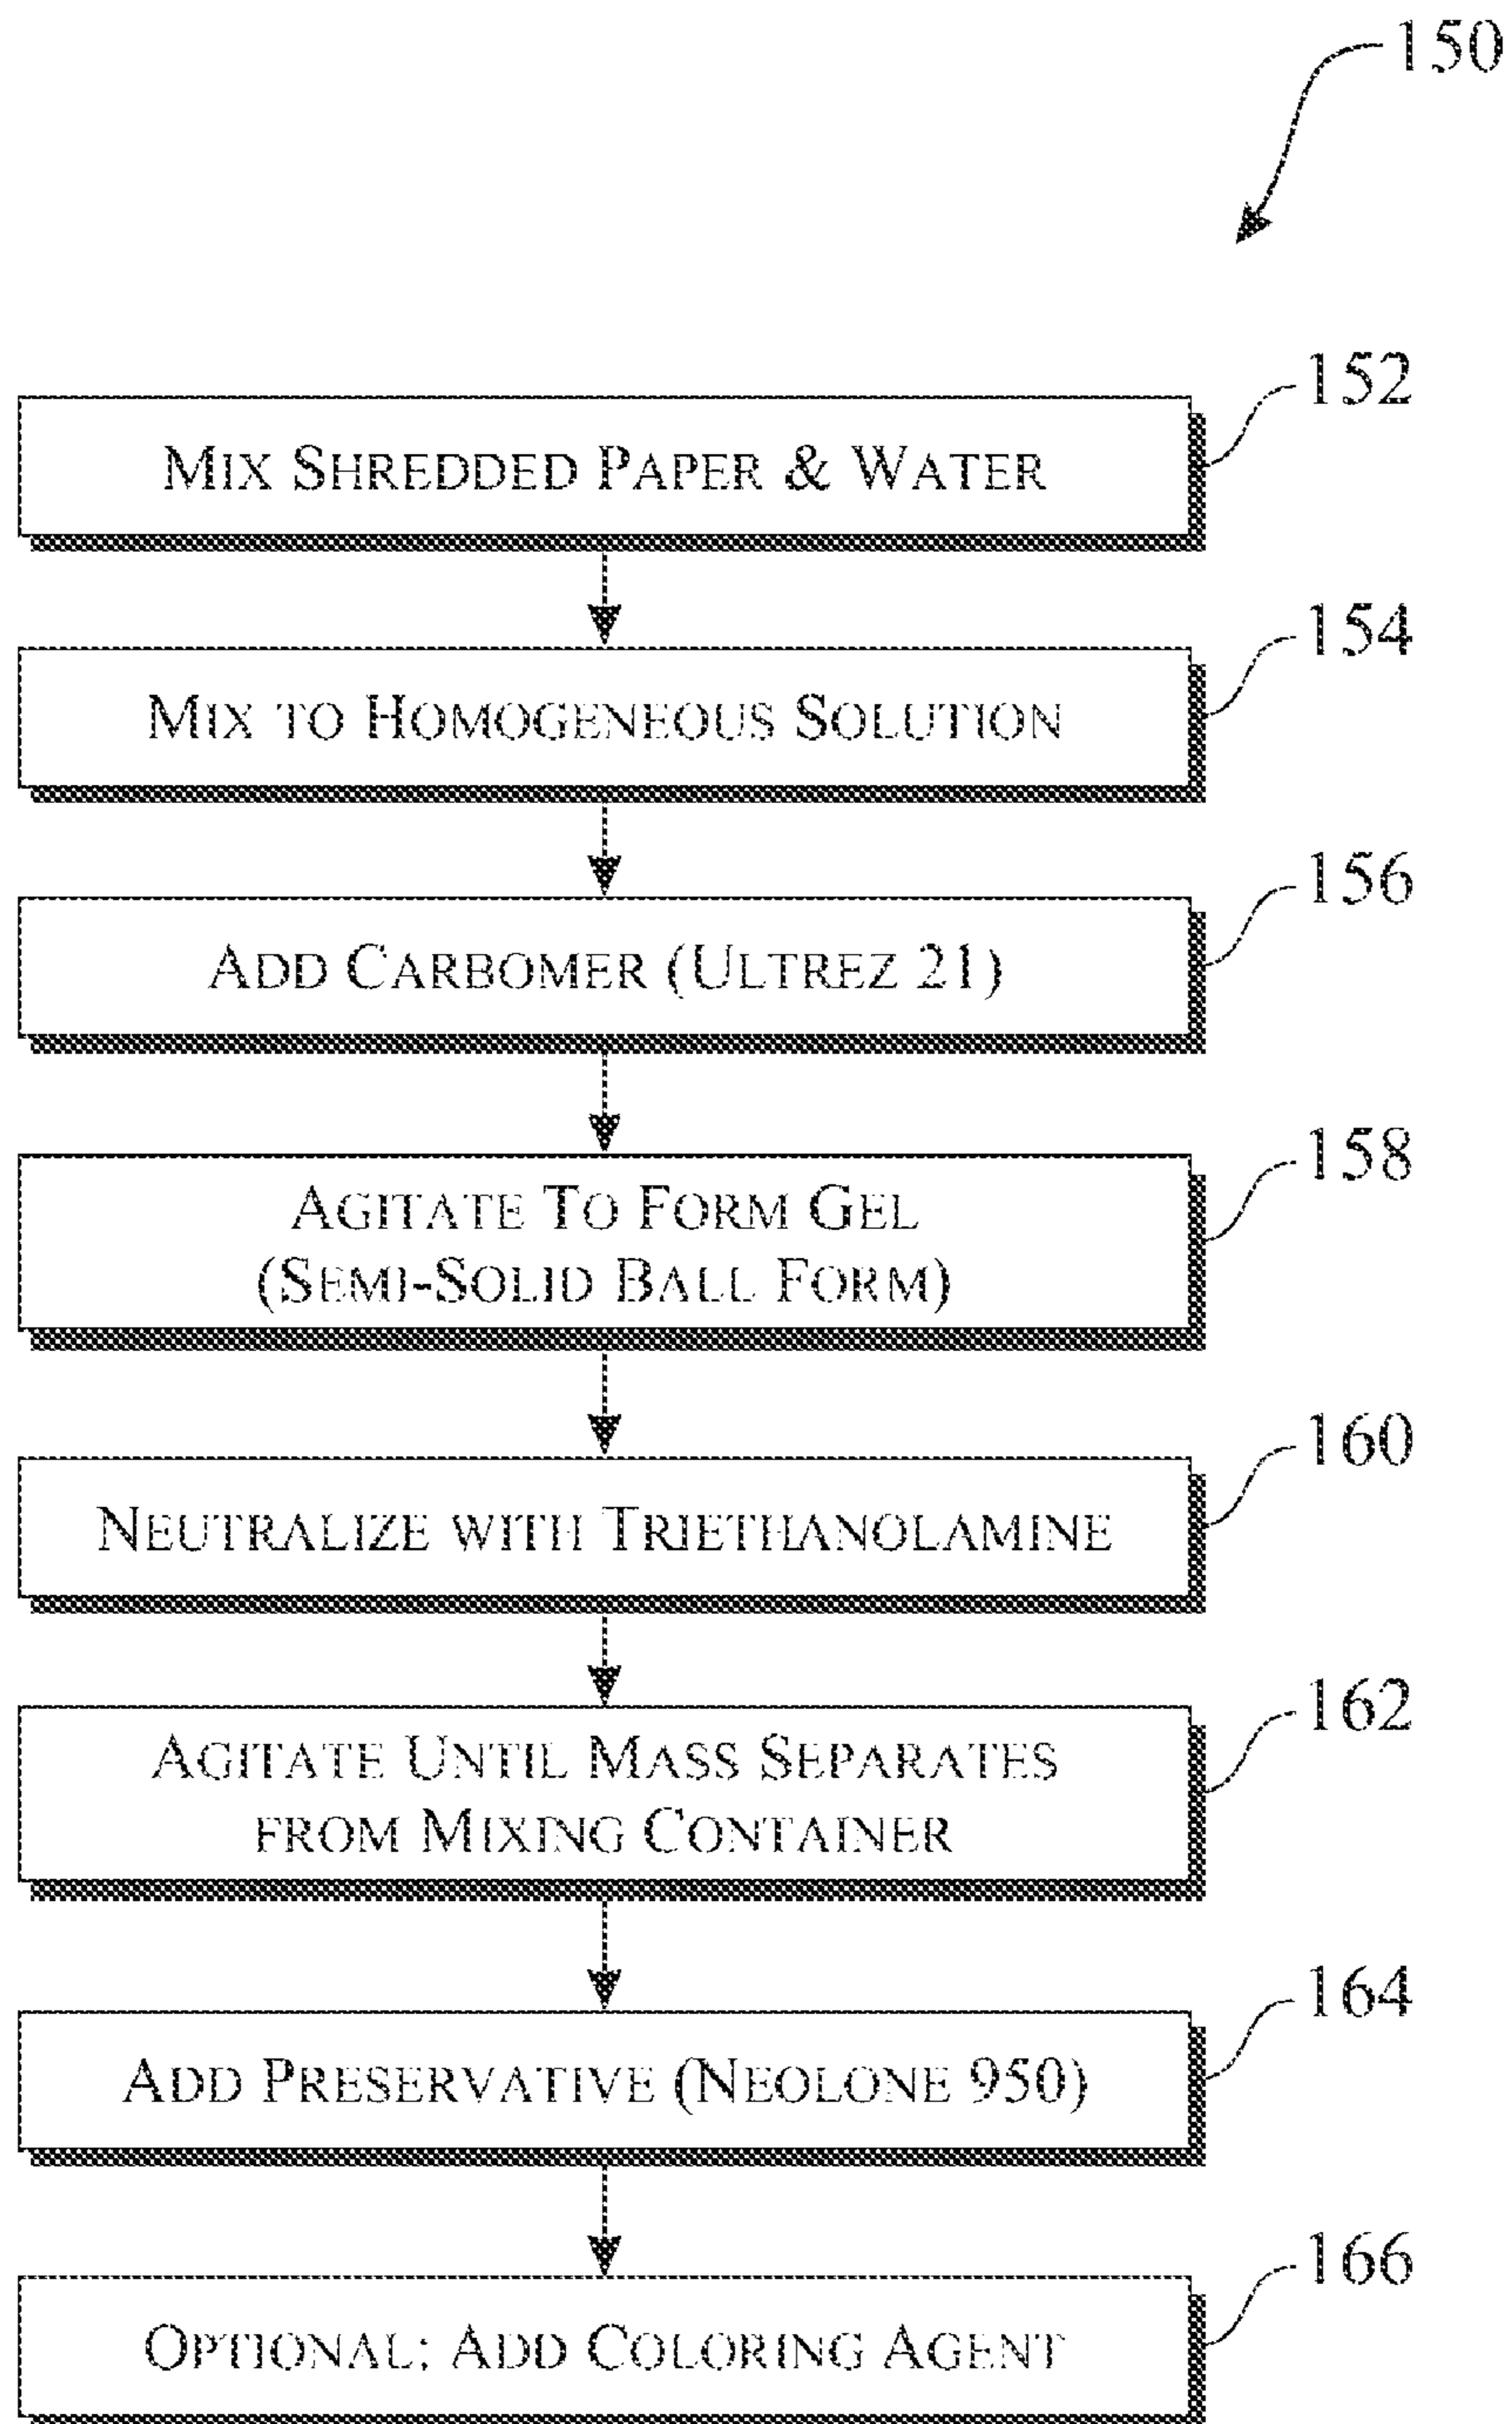 150
152
MIX SHREDDED PAPER & WATER
154
MIX TO HOMOGENEOUS SOLUTION
156
ADD CARBOMER (ULTREZ 21)
158
AGITATE TO FORM GEL
(SEMI-SOLID BALL FORM)
160
NEUTRALIZE WITH TRIETHANOLAMINE
162
AGITATE UNTIL MASS SEPARATES
FROM MIXING CONTAINER
164
ADD PRESERVATIVE (NEOLONE 950)
166
OPTIONAL: ADD COLORING AGENT